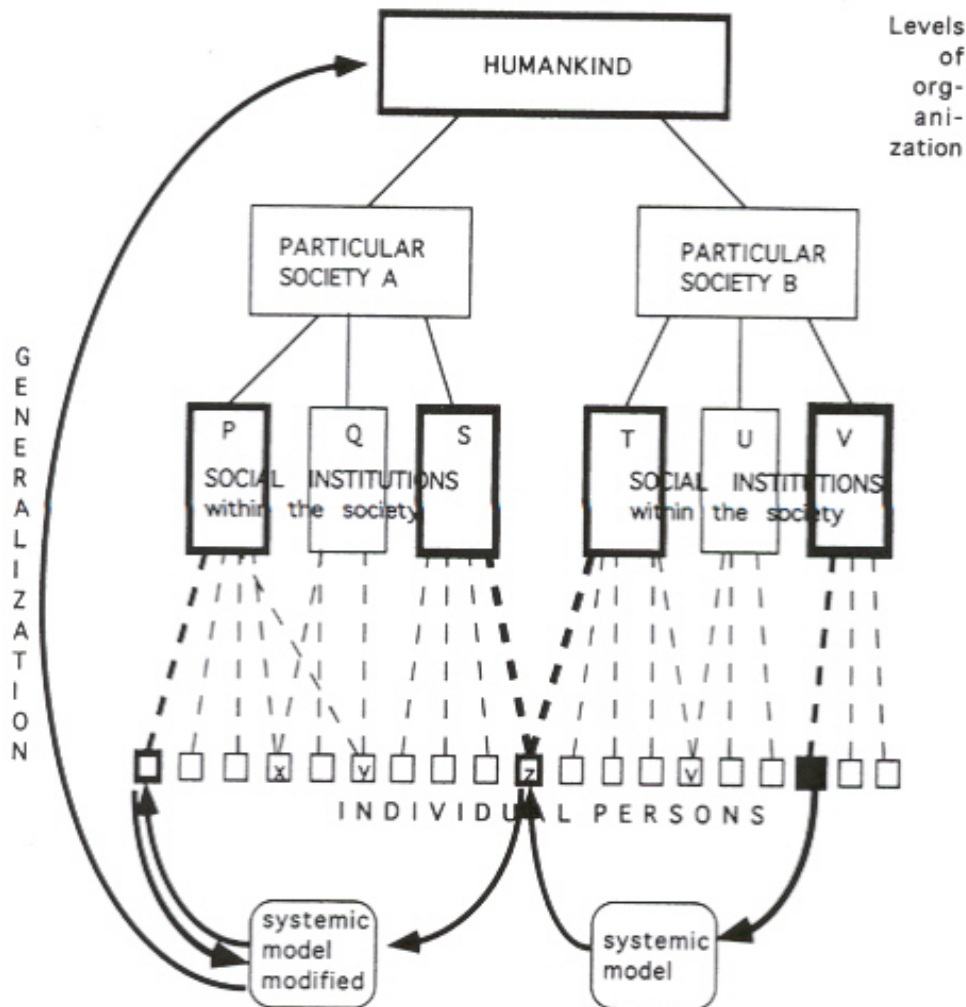 HUMANKIND
Levels
of
org-
ani-
zation
PARTICULAR
SOCIETY A
PARTICULAR
SOCIETY B
GENERALIZATION
P Q S
T U V
SOCIAL INSTITUTIONS
within the society
SOCIAL INSTITUTIONS
within the society
x y z v
INDIVIDUAL PERSONS
systemic
model
modified
systemic
model